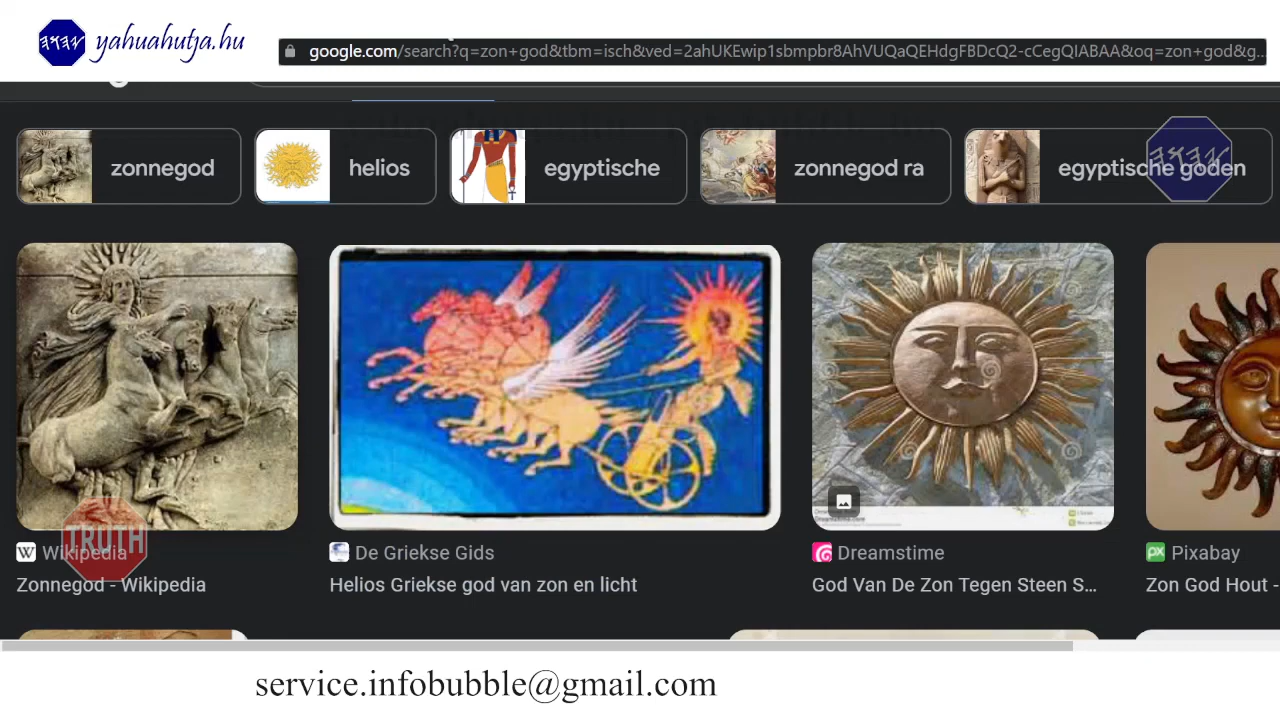 𐤉𐤄𐤅𐤄 yahuahutja.hu
google.com/search?q=zon+god&tbm=isch&ved=2ahUKEwip1sbmpbr8AhVUQaQEHdgFBDcQ2-cCegQIABAA&oq=zon+god&g...
zonnegod
helios
egyptische
zonnegod ra
egyptische goden
TRUTH
Wikipedia
De Griekse Gids
Dreamstime
Pixabay
Zonnegod - Wikipedia
Helios Griekse god van zon en licht
God Van De Zon Tegen Steen S...
Zon God Hout -
service.infobubble@gmail.com